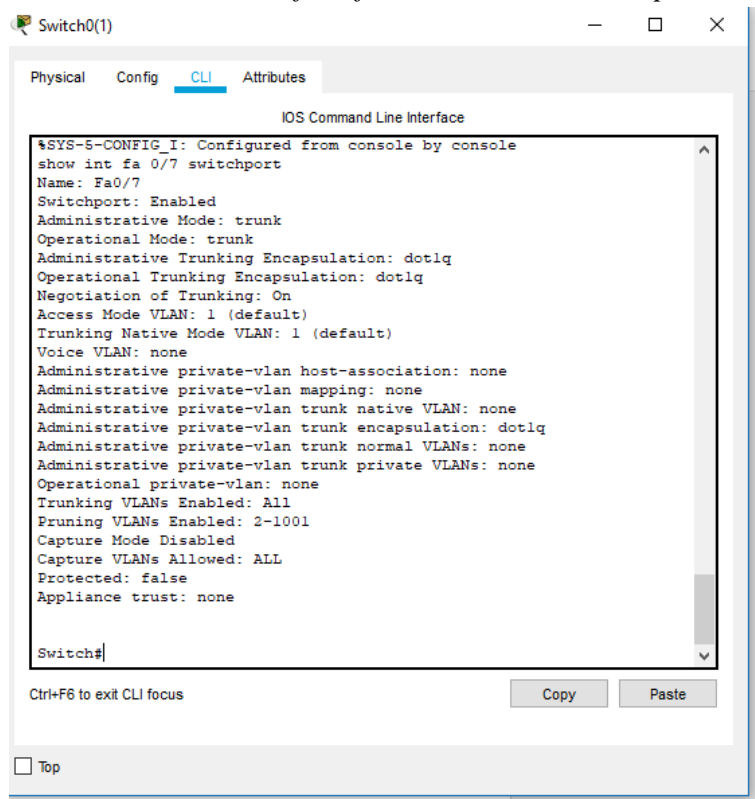 Switch0(1)
Physical Config CLI Attributes
IOS Command Line Interface
%SYS-5-CONFIG_I: Configured from console by console
show int fa 0/7 switchport
Name: Fa0/7
Switchport: Enabled
Administrative Mode: trunk
Operational Mode: trunk
Administrative Trunking Encapsulation: dot1q
Operational Trunking Encapsulation: dot1q
Negotiation of Trunking: On
Access Mode VLAN: 1 (default)
Trunking Native Mode VLAN: 1 (default)
Voice VLAN: none
Administrative private-vlan host-association: none
Administrative private-vlan mapping: none
Administrative private-vlan trunk native VLAN: none
Administrative private-vlan trunk encapsulation: dot1q
Administrative private-vlan trunk normal VLANs: none
Administrative private-vlan trunk private VLANs: none
Operational private-vlan: none
Trunking VLANs Enabled: All
Pruning VLANs Enabled: 2-1001
Capture Mode Disabled
Capture VLANs Allowed: ALL
Protected: false
Appliance trust: none
Switch#
Ctrl+F6 to exit CLI focus
Copy Paste
Top